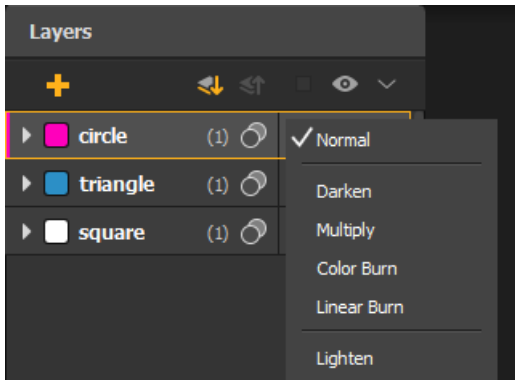 Layers
circle (1)
triangle (1)
square (1)
Normal
Darken
Multiply
Color Burn
Linear Burn
Lighten